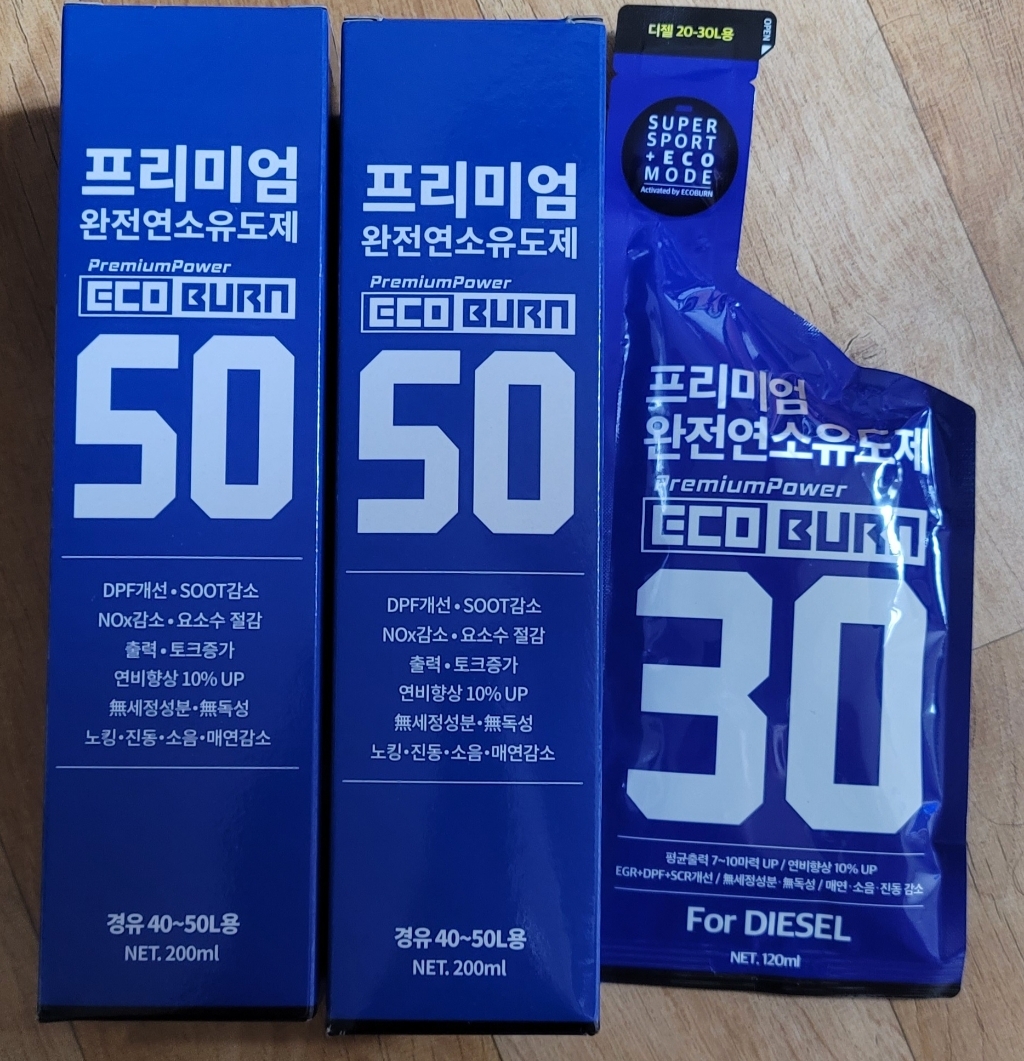 프리미엄
완전연소유도제
PremiumPower
ECO BURN
50
DPF개선•SOOT감소
NOx감소•요소수 절감
출력•토크증가
연비향상 10% UP
無세정성분•無독성
노킹•진동•소음•매연감소
경유 40~50L용
NET. 200ml
프리미엄
완전연소유도제
PremiumPower
ECO BURN
50
DPF개선•SOOT감소
NOx감소•요소수 절감
출력•토크증가
연비향상 10% UP
無세정성분•無독성
노킹•진동•소음•매연감소
경유 40~50L용
NET. 200ml
디젤 20-30L용
OPEN
SUPER
SPORT
+ECO
MODE
Activated by ECOBURN
프리미엄
완전연소유도제
PremiumPower
ECO BURN
30
평균출력 7~10마력 UP / 연비향상 10% UP
EGR+DPF+SCR개선 / 無세정성분·無독성 / 매연·소음·진동 감소
For DIESEL
NET. 120ml